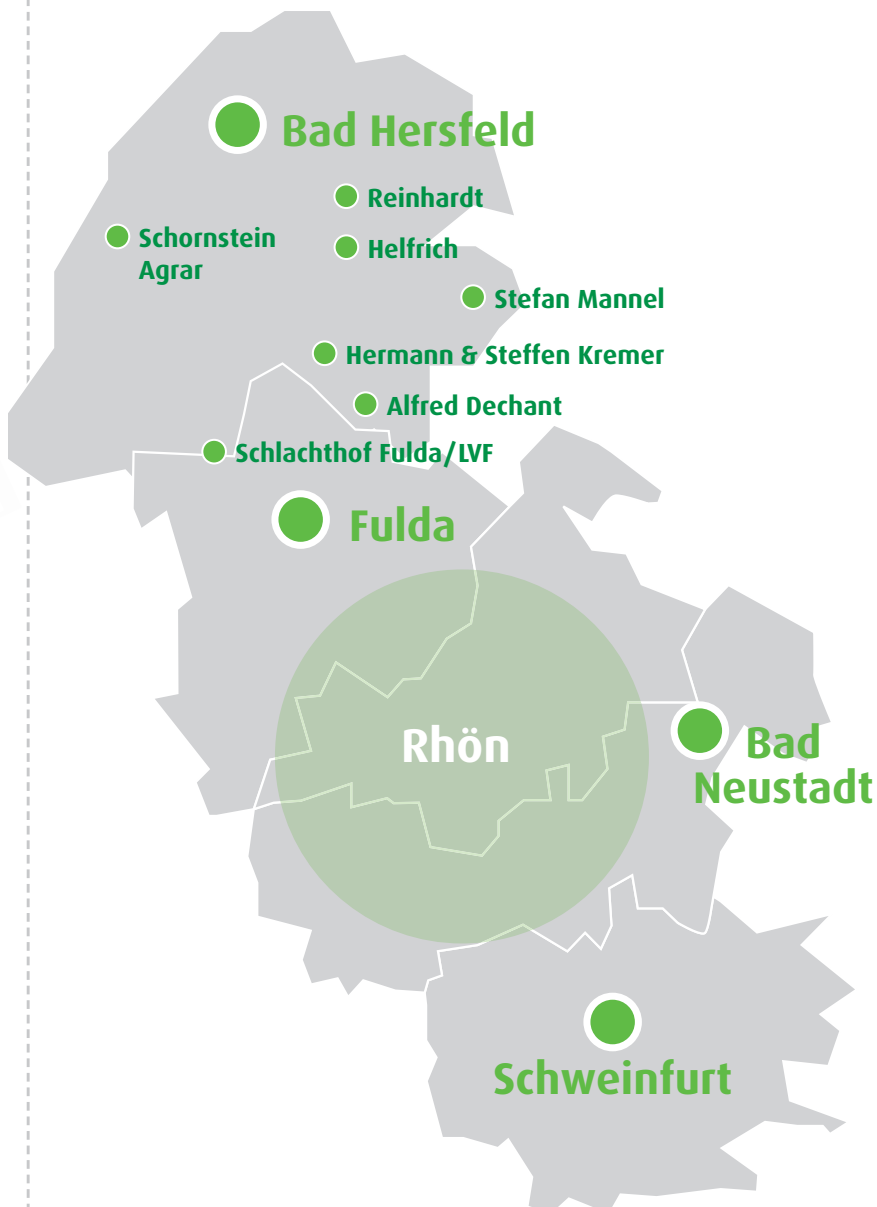 Bad Hersfeld
Reinhardt
Schornstein
Agrar
Helfrich
Stefan Mannel
Hermann & Steffen Kremer
Alfred Dechant
Schlachthof Fulda/LVF
Fulda
Rhön
Bad
Neustadt
Schweinfurt